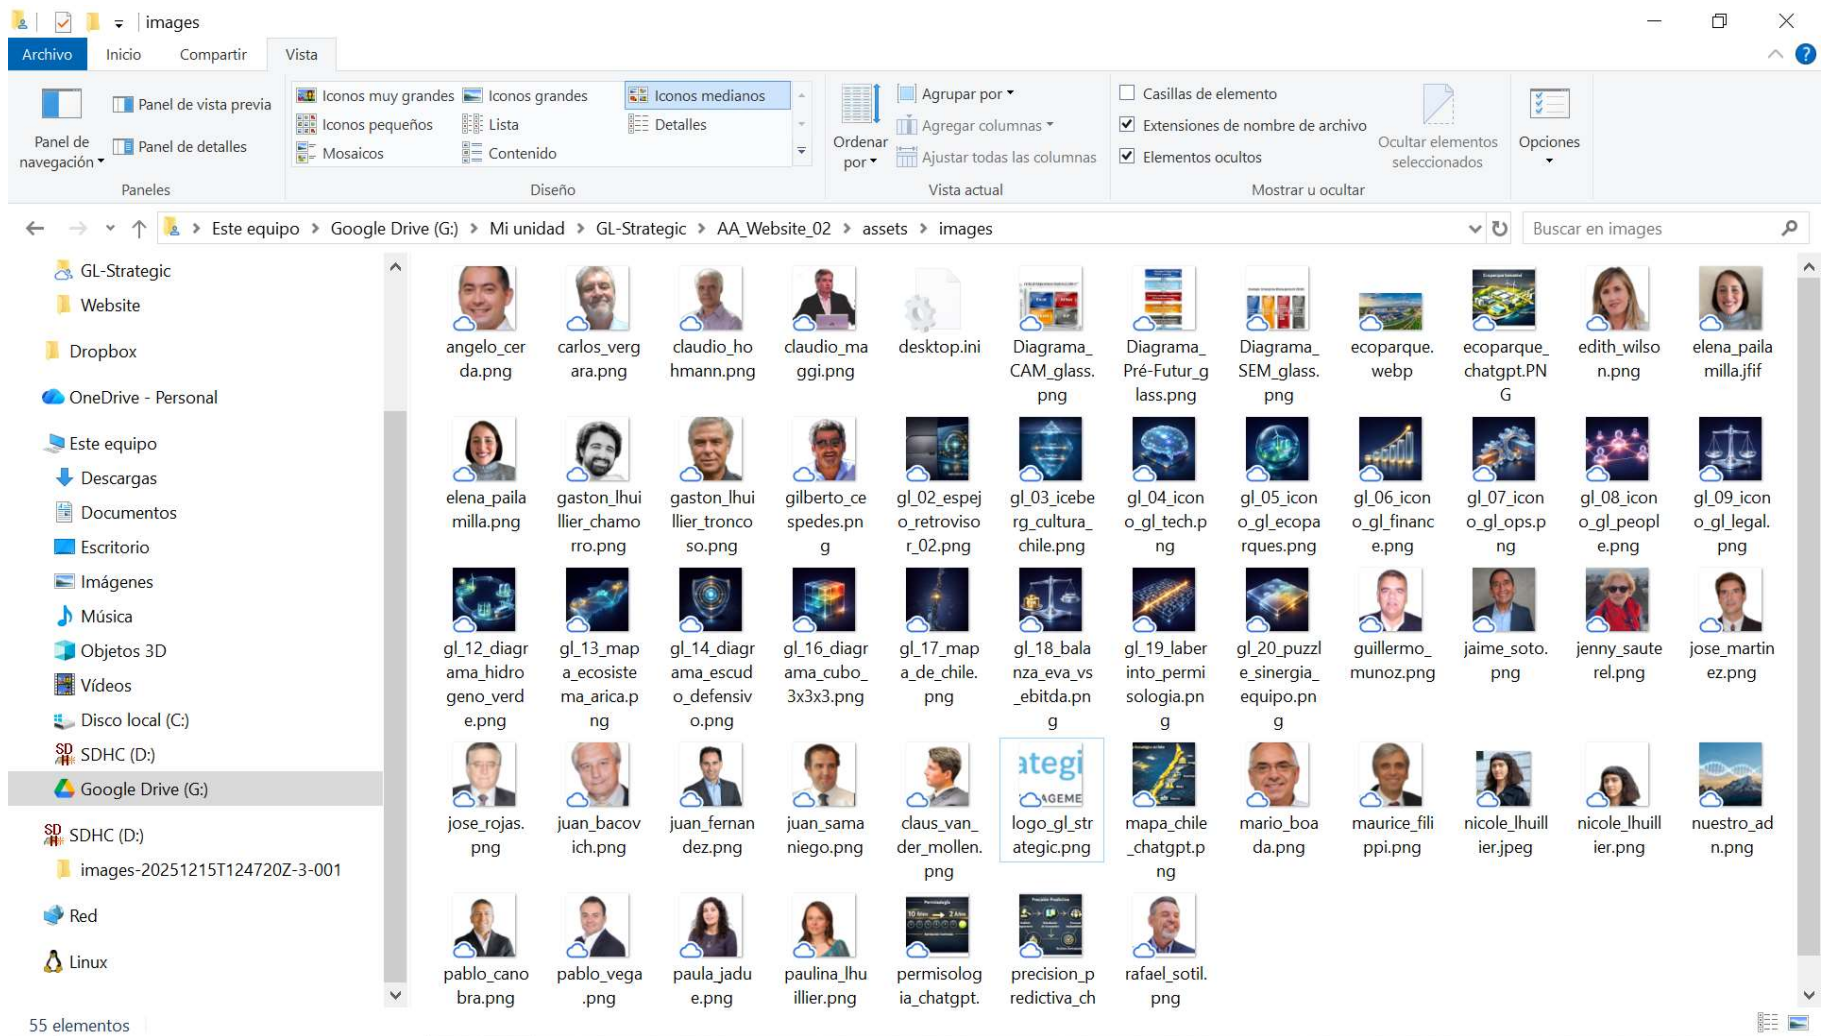 images
Archivo Inicio Compartir Vista
Panel de navegación
Panel de vista previa
Panel de detalles
Paneles
Iconos muy grandes Iconos grandes Iconos medianos
Iconos pequeños Lista Detalles
Mosaicos Contenido
Diseño
Ordenar por
Agrupar por
Agregar columnas
Ajustar todas las columnas
Vista actual
Casillas de elemento
Extensiones de nombre de archivo
Elementos ocultos
Ocultar elementos seleccionados
Mostrar u ocultar
Opciones
Este equipo > Google Drive (G:) > Mi unidad > GL-Strategic > AA_Website_02 > assets > images
Buscar en images
GL-Strategic
Website
Dropbox
OneDrive - Personal
Este equipo
Descargas
Documentos
Escritorio
Imágenes
Música
Objetos 3D
Vídeos
Disco local (C:)
SDHC (D:)
Google Drive (G:)
SDHC (D:)
images-20251215T124720Z-3-001
Red
Linux
angelo_cerda.png
carlos_vergara.png
claudio_hohmann.png
claudio_maggi.png
desktop.ini
Diagrama_CAM_glass.png
Diagrama_Pré-Futur_glass.png
Diagrama_SEM_glass.png
ecoparque.webp
ecoparque_chatgpt.PNG
edith_wilson.png
elena_pailamilla.jfif
elena_pailamilla.png
gaston_lhuillier_chamorro.png
gaston_lhuillier_troncoso.png
gilberto_cespedes.png
gl_02_espejo_retrovisor_02.png
gl_03_iceberg_cultura_chile.png
gl_04_icono_gl_tech.png
gl_05_icono_gl_ecoparques.png
gl_06_icono_gl_finance.png
gl_07_icono_gl_ops.png
gl_08_icono_gl_people.png
gl_09_icono_gl_legal.png
gl_12_diagrama_hidrogeno_verde.png
gl_13_mapa_ecosistema_arica.png
gl_14_diagrama_escudo_defensivo.png
gl_16_diagrama_cubo_3x3x3.png
gl_17_mapa_de_chile.png
gl_18_balanza_eva_vs_ebitda.png
gl_19_laberinto_permisologia.png
gl_20_puzzle_sinergia_equipo.png
guillermo_munoz.png
jaime_soto.png
jenny_sauterel.png
jose_martinez.png
jose_rojas.png
juan_bacovich.png
juan_fernandez.png
juan_samaniego.png
claus_van_der_mollen.png
ategi
AGEME
logo_gl_strategic.png
mapa_chile_chatgpt.png
mario_boada.png
maurice_filippi.png
nicole_lhuillier.jpeg
nicole_lhuillier.png
nuestro_adn.png
pablo_canobra.png
pablo_vega.png
paula_jadue.png
paulina_lhuillier.png
Permisología
10 Años 2 Años
permisologia_chatgpt.
Precisión Predictiva
precision_predictiva_ch
rafael_sotil.png
55 elementos